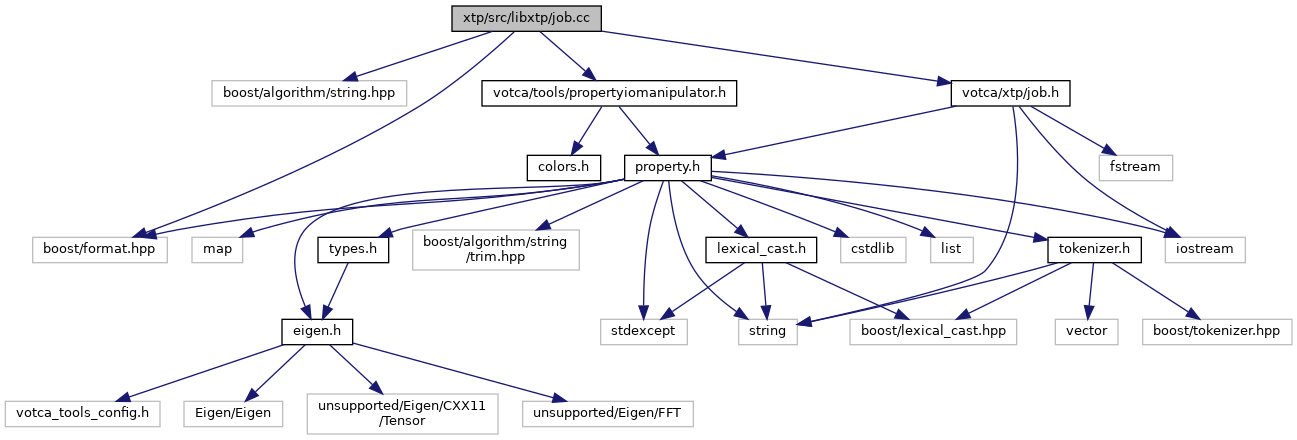 xtp/src/libxtp/job.cc
boost/algorithm/string.hpp
votca/tools/propertyiomanipulator.h
votca/xtp/job.h
colors.h
property.h
fstream
boost/format.hpp
map
types.h
boost/algorithm/string
/trim.hpp
lexical_cast.h
cstdlib
list
tokenizer.h
iostream
eigen.h
stdexcept
string
boost/lexical_cast.hpp
vector
boost/tokenizer.hpp
votca_tools_config.h
Eigen/Eigen
unsupported/Eigen/CXX11
/Tensor
unsupported/Eigen/FFT